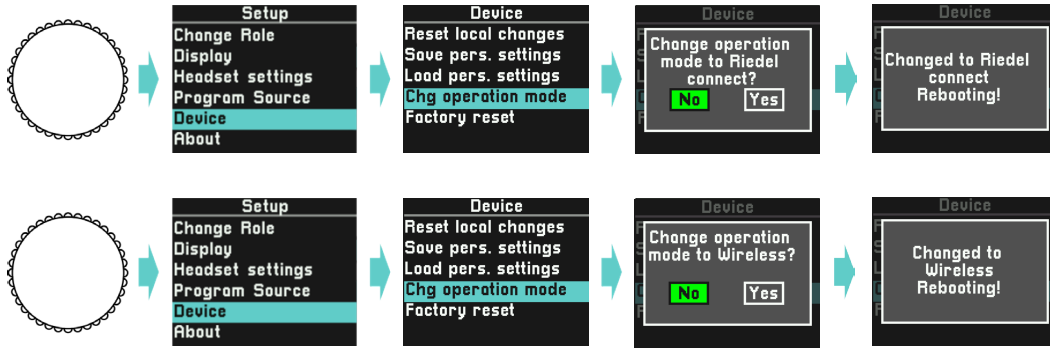 Setup
Change Role
Display
Headset settings
Program Source
Device
About
Device
Reset local changes
Save pers. settings
Load pers. settings
Chg operation mode
Factory reset
Device
Change operation
mode to Riedel
connect?
No Yes
Device
Changed to Riedel
connect
Rebooting!
Setup
Change Role
Display
Headset settings
Program Source
Device
About
Device
Reset local changes
Save pers. settings
Load pers. settings
Chg operation mode
Factory reset
Device
Change operation
mode to Wireless?
No Yes
Device
Changed to
Wireless
Rebooting!